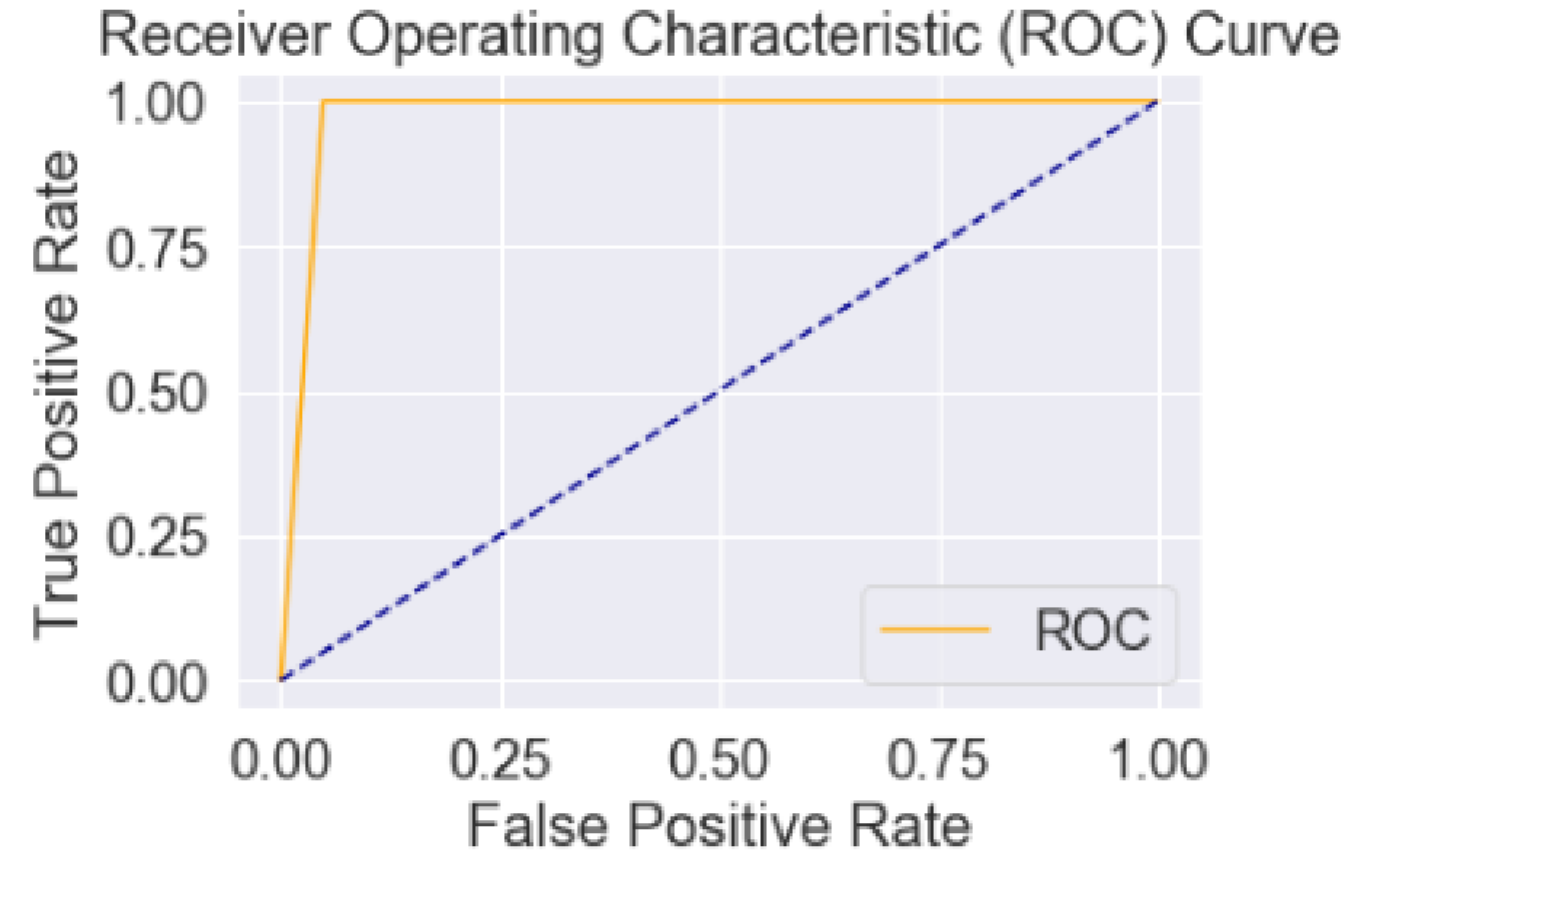 Receiver Operating Characteristic (ROC) Curve
1.00
0.75
0.50
0.25
0.00
True Positive Rate
ROC
0.00 0.25 0.50 0.75 1.00
False Positive Rate